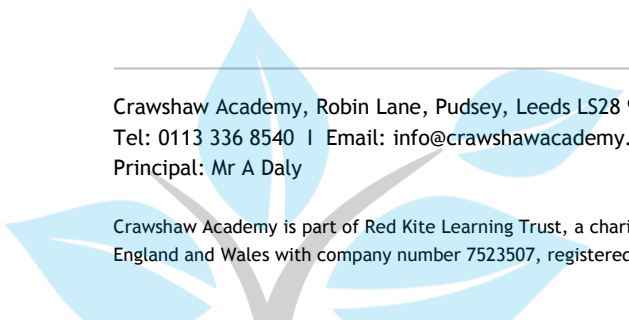 Crawshaw Academy, Robin Lane, Pudsey, Leeds LS28
Tel: 0113 336 8540 I Email: info@crawshawacademy.
Principal: Mr A Daly
Crawshaw Academy is part of Red Kite Learning Trust, a chari
England and Wales with company number 7523507, registered